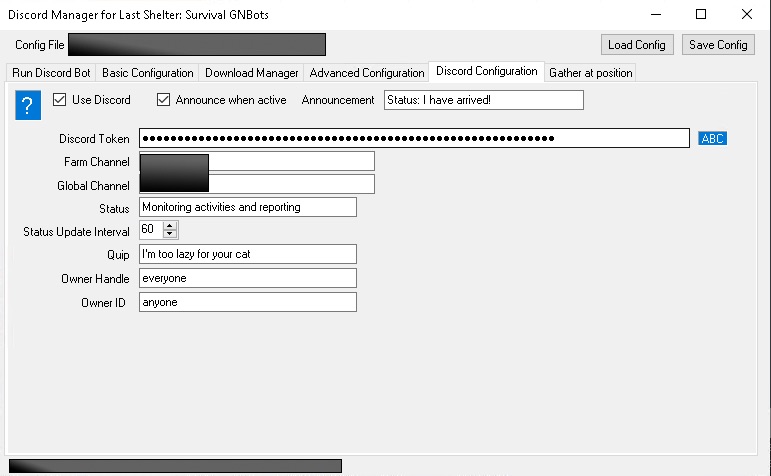 Discord Manager for Last Shelter: Survival GNBots
Config File Load Config Save Config
Run Discord Bot Basic Configuration Download Manager Advanced Configuration Discord Configuration Gather at position
? Use Discord Announce when active Announcement Status: I have arrived!
Discord Token ●●●●●●●●●●●●●●●●●●●●●●●●●●●●●●●●●●●●●●●●●●●●●●●●●●●●●●●●●●● ABC
Farm Channel
Global Channel
Status Monitoring activities and reporting
Status Update Interval 60
Quip I'm too lazy for your cat
Owner Handle everyone
Owner ID anyone